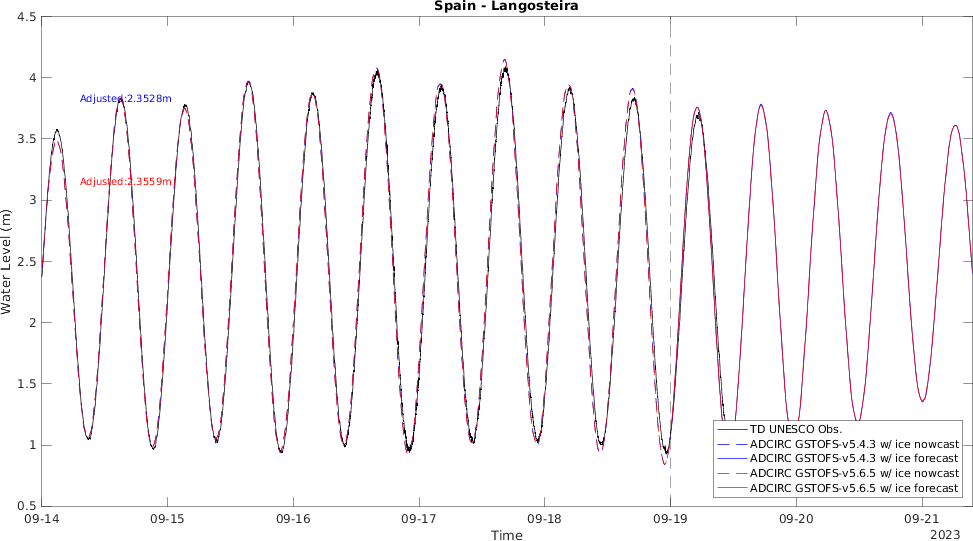 Spain - Langosteira
4.5
4
3.5
3
2.5
2
1.5
1
0.5
Water Level (m)
Adjusted:2.3528m
Adjusted:2.3559m
TD UNESCO Obs.
ADCIRC GSTOFS-v5.4.3 w/ ice nowcast
ADCIRC GSTOFS-v5.4.3 w/ ice forecast
ADCIRC GSTOFS-v5.6.5 w/ ice nowcast
ADCIRC GSTOFS-v5.6.5 w/ ice forecast
09-14 09-15 09-16 09-17 09-18 09-19 09-20 09-21
Time
2023